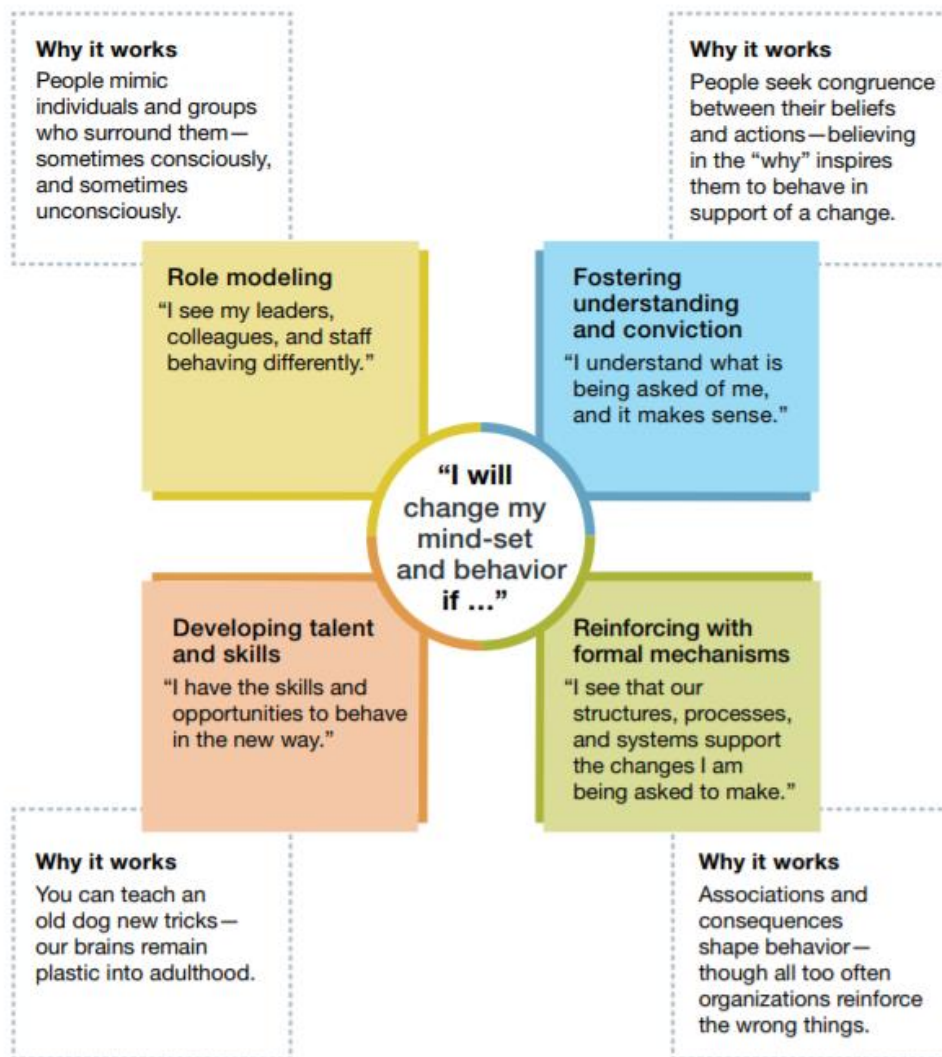 Why it works
People mimic
individuals and groups
who surround them—
sometimes consciously,
and sometimes
unconsciously.
Why it works
People seek congruence
between their beliefs
and actions—believing
in the “why” inspires
them to behave in
support of a change.
Role modeling
“I see my leaders,
colleagues, and staff
behaving differently.”
Fostering
understanding
and conviction
“I understand what is
being asked of me,
and it makes sense.”
“I will
change my
mind-set
and behavior
if ...”
Developing talent
and skills
“I have the skills and
opportunities to behave
in the new way.”
Reinforcing with
formal mechanisms
“I see that our
structures, processes,
and systems support
the changes I am
being asked to make.”
Why it works
You can teach an
old dog new tricks—
our brains remain
plastic into adulthood.
Why it works
Associations and
consequences
shape behavior—
though all too often
organizations reinforce
the wrong things.